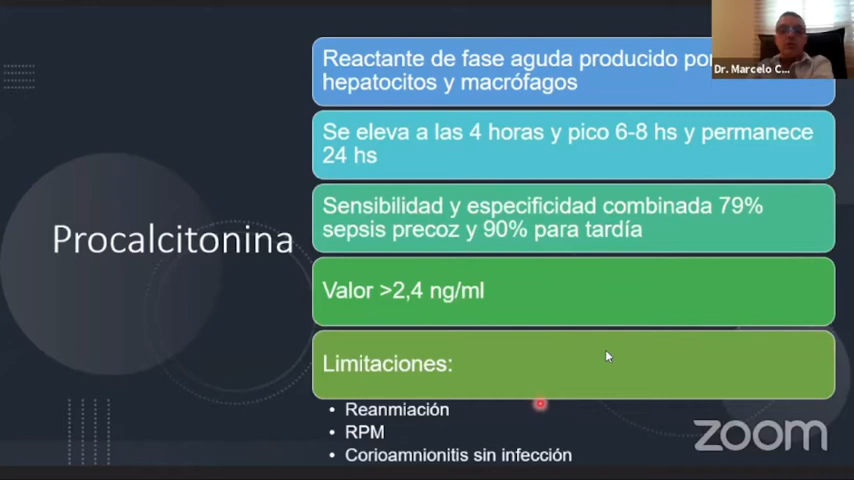 Procalcitonina
Reactante de fase aguda producido por
hepatocitos y macrófagos
Se eleva a las 4 horas y pico 6-8 hs y permanece
24 hs
Sensibilidad y especificidad combinada 79%
sepsis precoz y 90% para tardía
Valor >2,4 ng/ml
Limitaciones:
• Reanmiación
• RPM
• Corioamnionitis sin infección
Dr. Marcelo C...
zoom